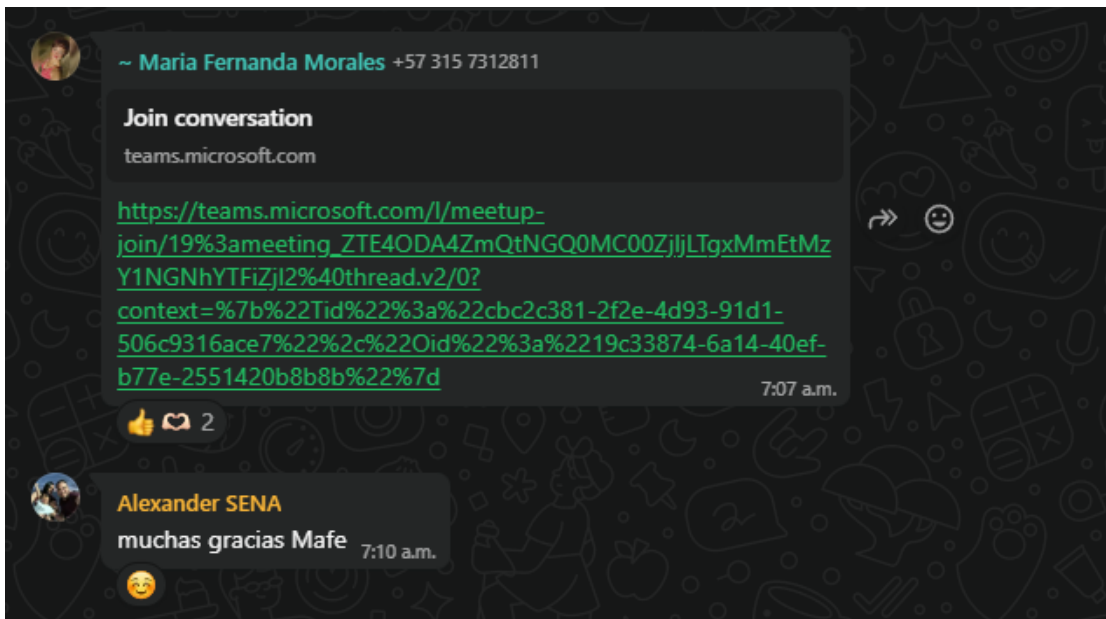 ~ Maria Fernanda Morales +57 315 7312811
Join conversation
teams.microsoft.com
https://teams.microsoft.com/l/meetup-
join/19%3ameeting_ZTE4ODA4ZmQtNGQ0MC00ZjljLTgxMmEtMz
Y1NGNhYTFiZjI2%40thread.v2/0?
context=%7b%22Tid%22%3a%22cbc2c381-2f2e-4d93-91d1-
506c9316ace7%22%2c%22Oid%22%3a%2219c33874-6a14-40ef-
b77e-2551420b8b8b%22%7d
7:07 a.m.
👍 🫶🏻 2
Alexander SENA
muchas gracias Mafe 7:10 a.m.
☺️